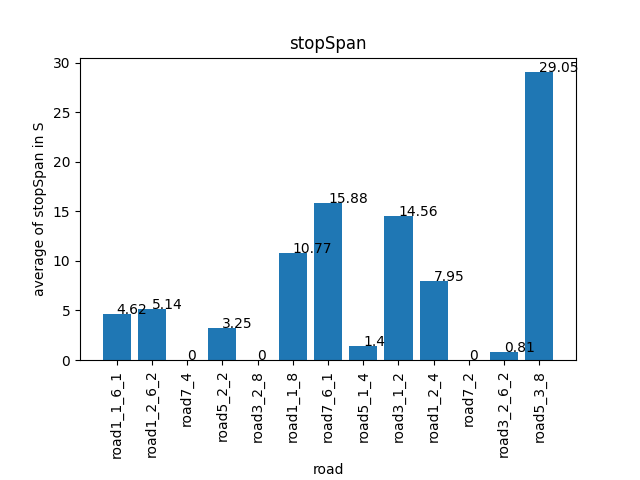 stopSpan
average of stopSpan in S
30
25
20
15
10
5
0
4.62
5.14
0
3.25
0
10.77
15.88
1.4
14.56
7.95
0
0.81
29.05
road1_1_6_1
road1_2_6_2
road7_4
road5_2_2
road3_2_8
road1_1_8
road7_6_1
road5_1_4
road3_1_2
road1_2_4
road7_2
road3_2_6_2
road5_3_8
road